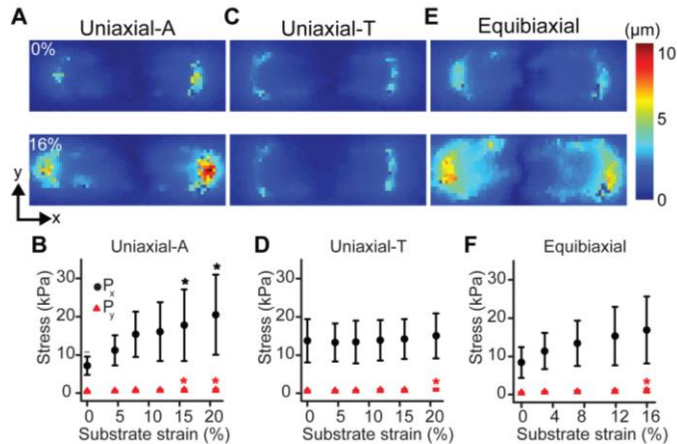 A Uniaxial-A C Uniaxial-T E Equibiaxial (μm)
0%
10
16%
5
y
x
0
B Uniaxial-A D Uniaxial-T F Equibiaxial
Stress (kPa) 30 20 10 0 Px Py * * * *
Stress (kPa) 30 20 10 0 *
Stress (kPa) 30 20 10 0 *
0 5 10 15 20 0 5 10 15 20 0 4 8 12 16
Substrate strain (%) Substrate strain (%) Substrate strain (%)